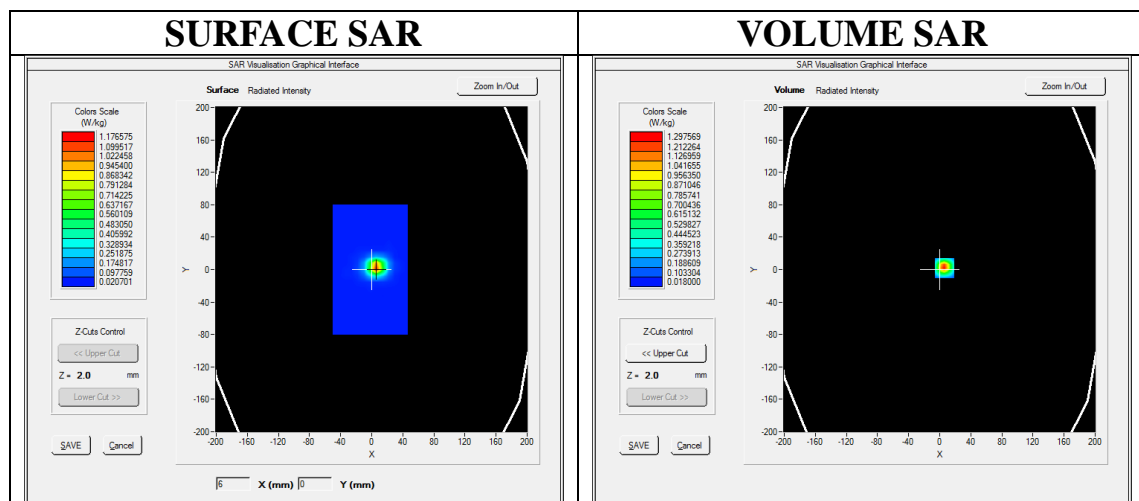 SURFACE SAR
VOLUME SAR
SAR Visualisation Graphical Interface
Surface Radiated Intensity
Zoom In/Out
Colors Scale
(W/kg)
1.176575
1.099517
1.022458
0.945400
0.868342
0.791284
0.714225
0.637167
0.560109
0.483050
0.405992
0.328934
0.251875
0.174817
0.097759
0.020701
200
160
120
80
40
0
-40
-80
-120
-160
-200
Y
-200 -160 -120 -80 -40 0 40 80 120 160 200
X
Z-Cuts Control
<< Upper Cut
Z = 2.0 mm
Lower Cut >>
SAVE Cancel
6 X (mm) 0 Y (mm)
SAR Visualisation Graphical Interface
Volume Radiated Intensity
Zoom In/Out
Colors Scale
(W/kg)
1.297569
1.212264
1.126959
1.041655
0.956350
0.871046
0.785741
0.700436
0.615132
0.529827
0.444523
0.359218
0.273913
0.188609
0.103304
0.018000
200
160
120
80
40
0
-40
-80
-120
-160
-200
Y
-200 -160 -120 -80 -40 0 40 80 120 160 200
X
Z-Cuts Control
<< Upper Cut
Z = 2.0 mm
Lower Cut >>
SAVE Cancel